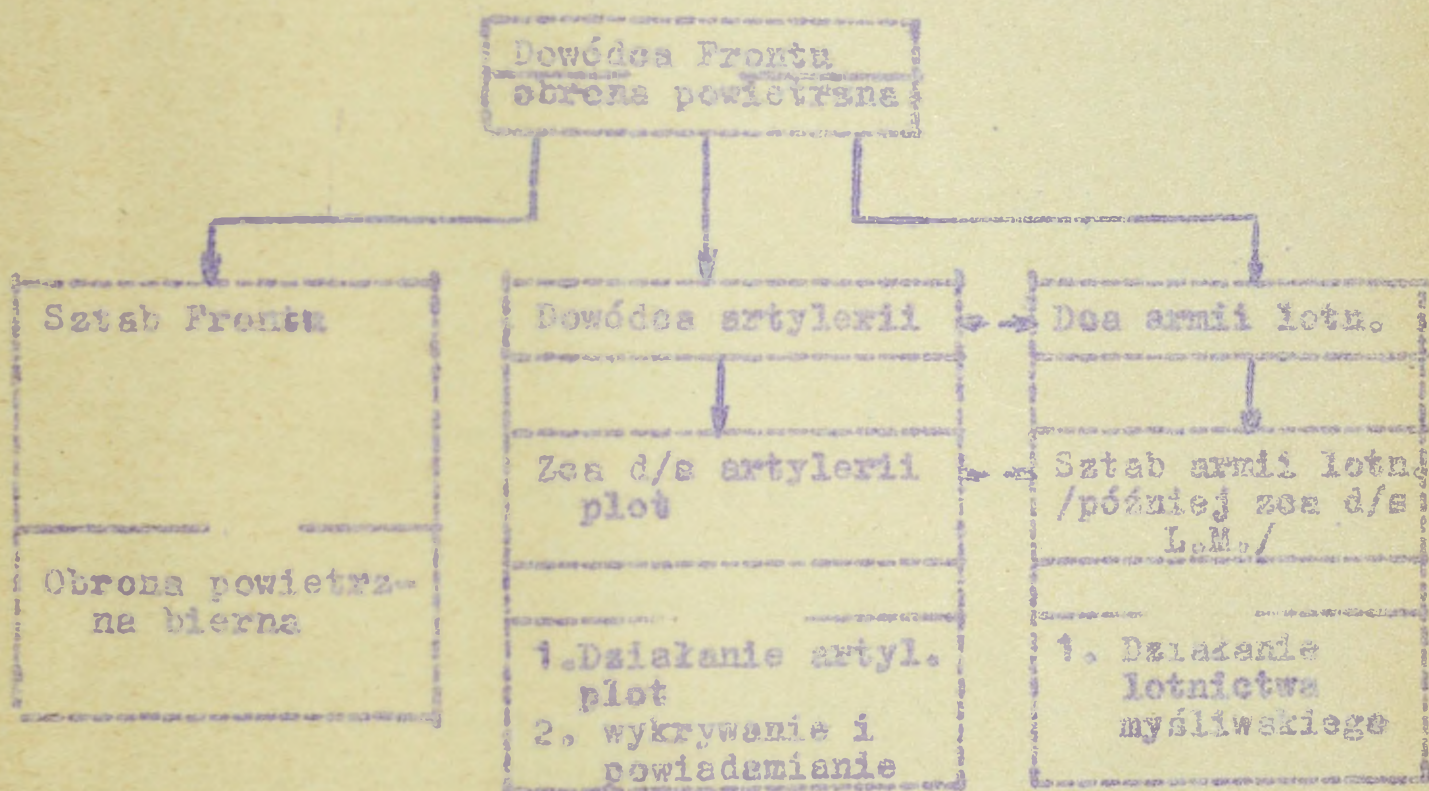 Dowódca Frontu
obrona powietrzna
Sztab Frontu
Obrona powietrz-
na bierna
Dowódca artylerii
Zca d/s artylerii
plot
1.Działanie artyl.
plot
2. wykrywanie i
powiadamianie
Dca armii lotn.
Sztab armii lotn.
/później zca d/s
L.M./
1. Działanie
lotnictwa
myśliwskiego